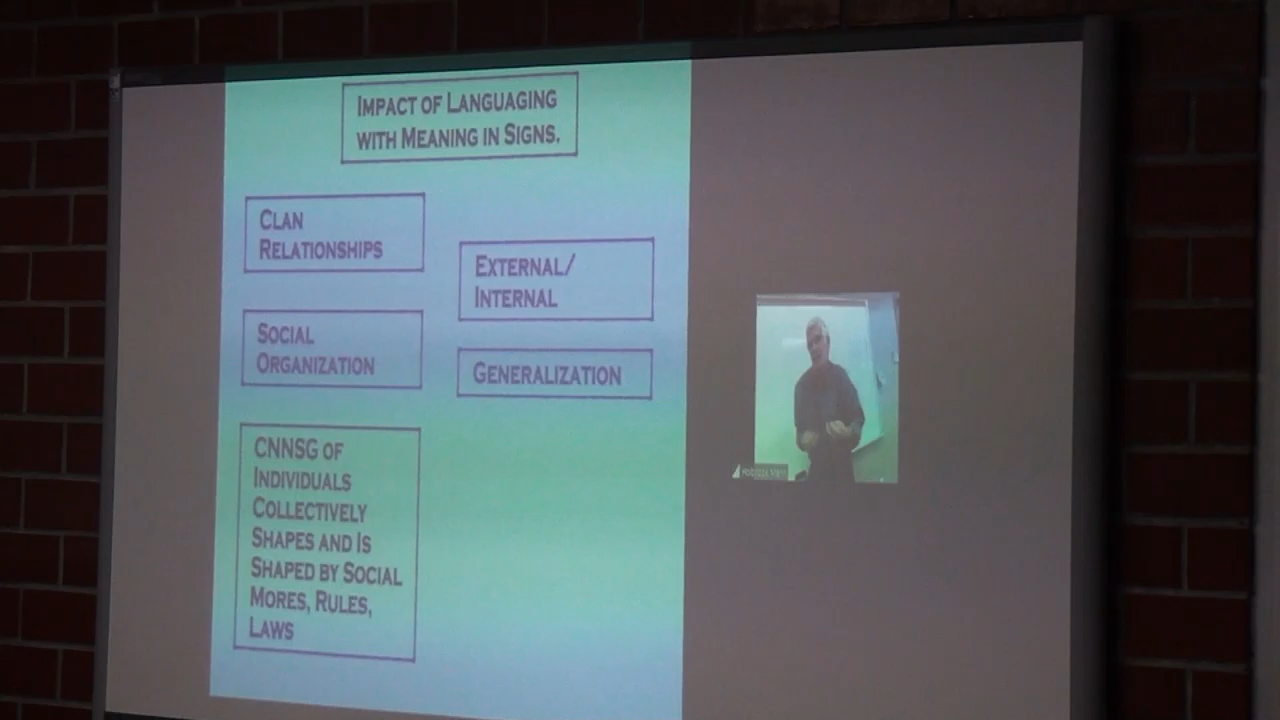 IMPACT OF LANGUAGING
WITH MEANING IN SIGNS.
CLAN
RELATIONSHIPS
EXTERNAL/
INTERNAL
SOCIAL
ORGANIZATION
GENERALIZATION
CNNSG OF
INDIVIDUALS
COLLECTIVELY
SHAPES AND IS
SHAPED BY SOCIAL
MORES, RULES,
LAWS